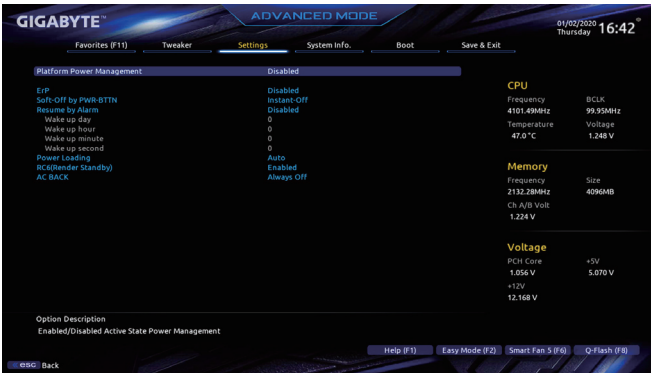 GIGABYTE™
ADVANCED MODE
01/02/2020 Thursday 16:42
Favorites (F11) Tweaker Settings System Info. Boot Save & Exit
Platform Power Management Disabled
ErP Disabled
Soft-Off by PWR-BTTN Instant-Off
Resume by Alarm Disabled
Wake up day 0
Wake up hour 0
Wake up minute 0
Wake up second 0
Power Loading Auto
RC6(Render Standby) Enabled
AC BACK Always Off
CPU
Frequency BCLK
4101.49MHz 99.95MHz
Temperature Voltage
47.0 °C 1.248 V
Memory
Frequency Size
2132.28MHz 4096MB
Ch A/B Volt
1.224 V
Voltage
PCH Core +5V
1.056 V 5.070 V
+12V
12.168 V
Option Description
Enabled/Disabled Active State Power Management
Help (F1) Easy Mode (F2) Smart Fan 5 (F6) Q-Flash (F8)
esc Back